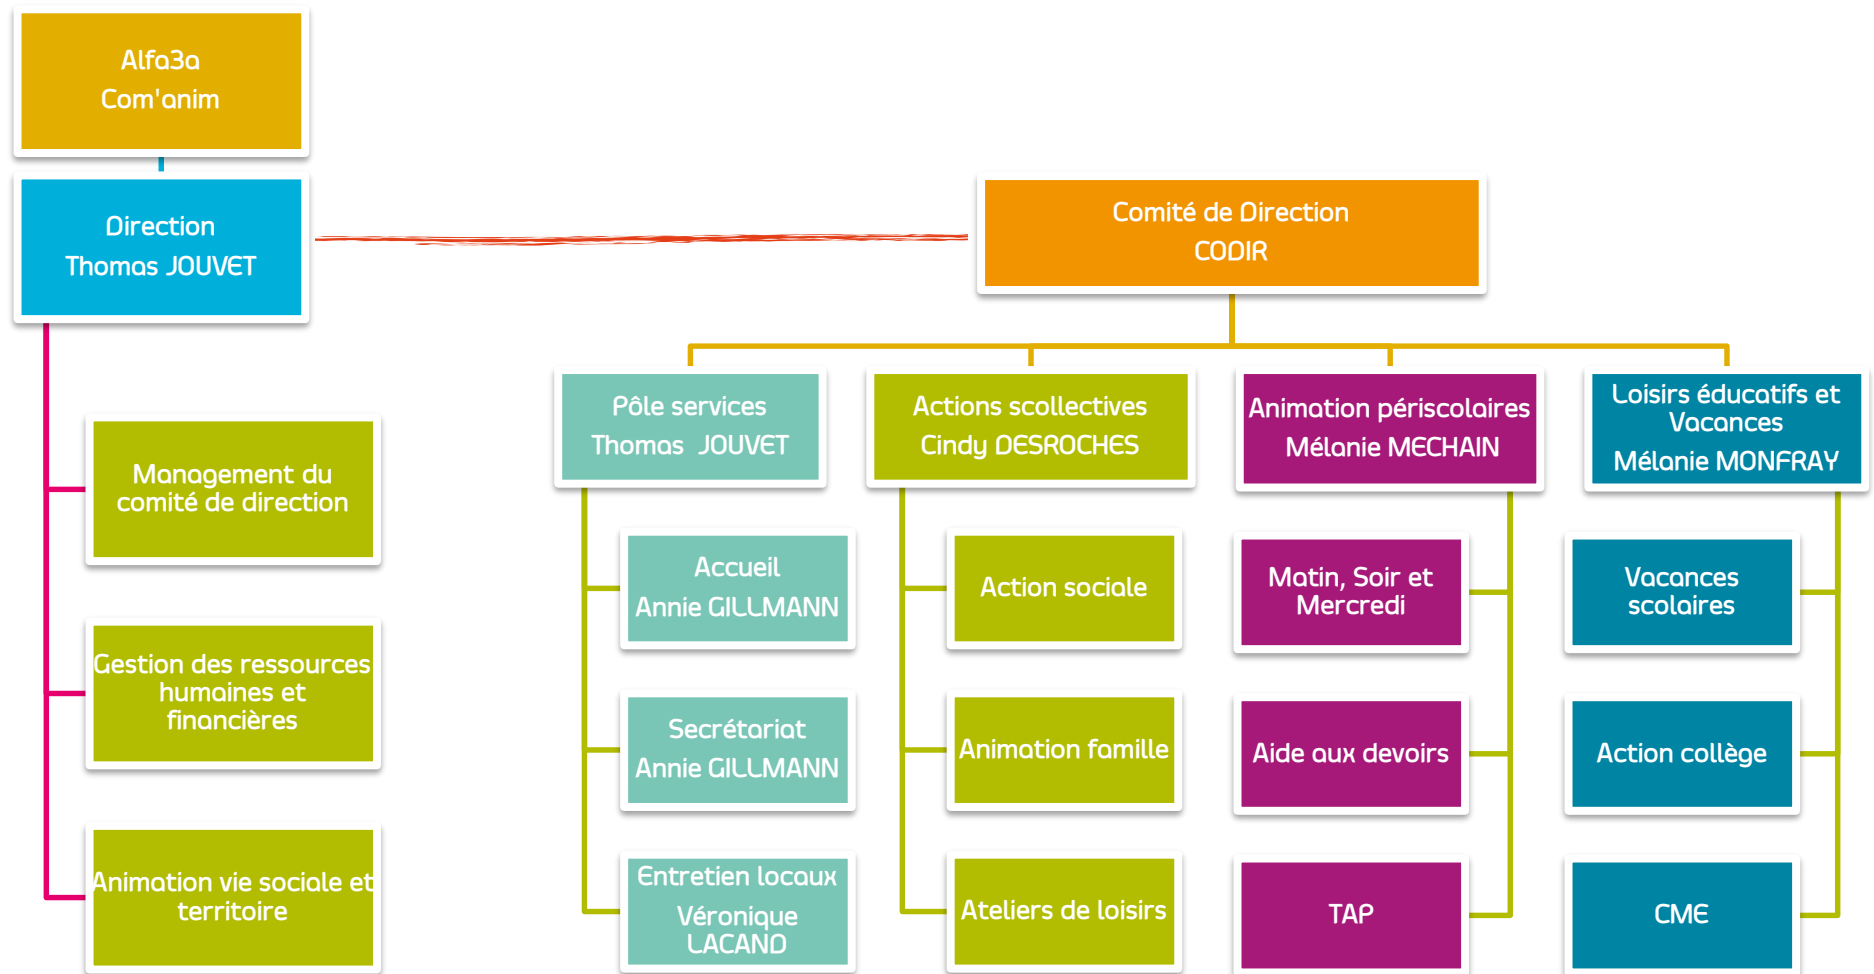 Alfa3a
Com'anim
Direction
Thomas JOUVET
Comité de Direction
CODIR
Management du
comité de direction
Gestion des ressources
humaines et
financières
Animation vie sociale et
territoire
Pôle services
Thomas JOUVET
Accueil
Annie GILLMANN
Secrétariat
Annie GILLMANN
Entretien locaux
Véronique
LACAND
Actions scollectives
Cindy DESROCHES
Action sociale
Animation famille
Ateliers de loisirs
Animation périscolaires
Mélanie MECHAIN
Matin, Soir et
Mercredi
Aide aux devoirs
TAP
Loisirs éducatifs et
Vacances
Mélanie MONFRAY
Vacances
scolaires
Action collège
CME